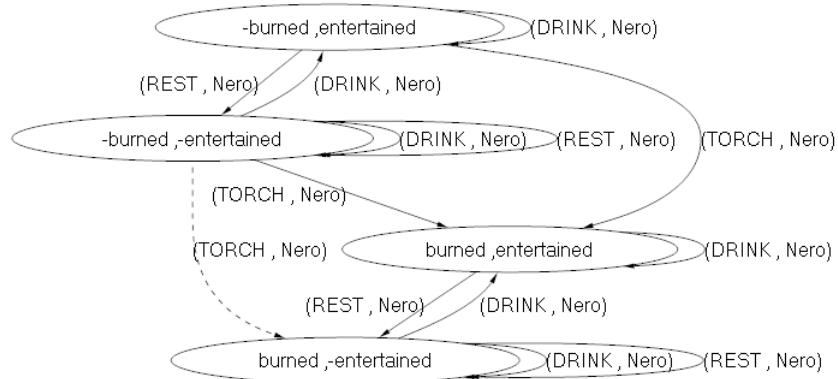 -burned ,entertained
(DRINK , Nero)
(REST , Nero)
(DRINK , Nero)
-burned ,-entertained
(DRINK , Nero)
(REST , Nero)
(TORCH , Nero)
(TORCH , Nero)
(TORCH , Nero)
burned ,entertained
(DRINK , Nero)
(REST , Nero)
(DRINK , Nero)
burned ,-entertained
(DRINK , Nero)
(REST , Nero)